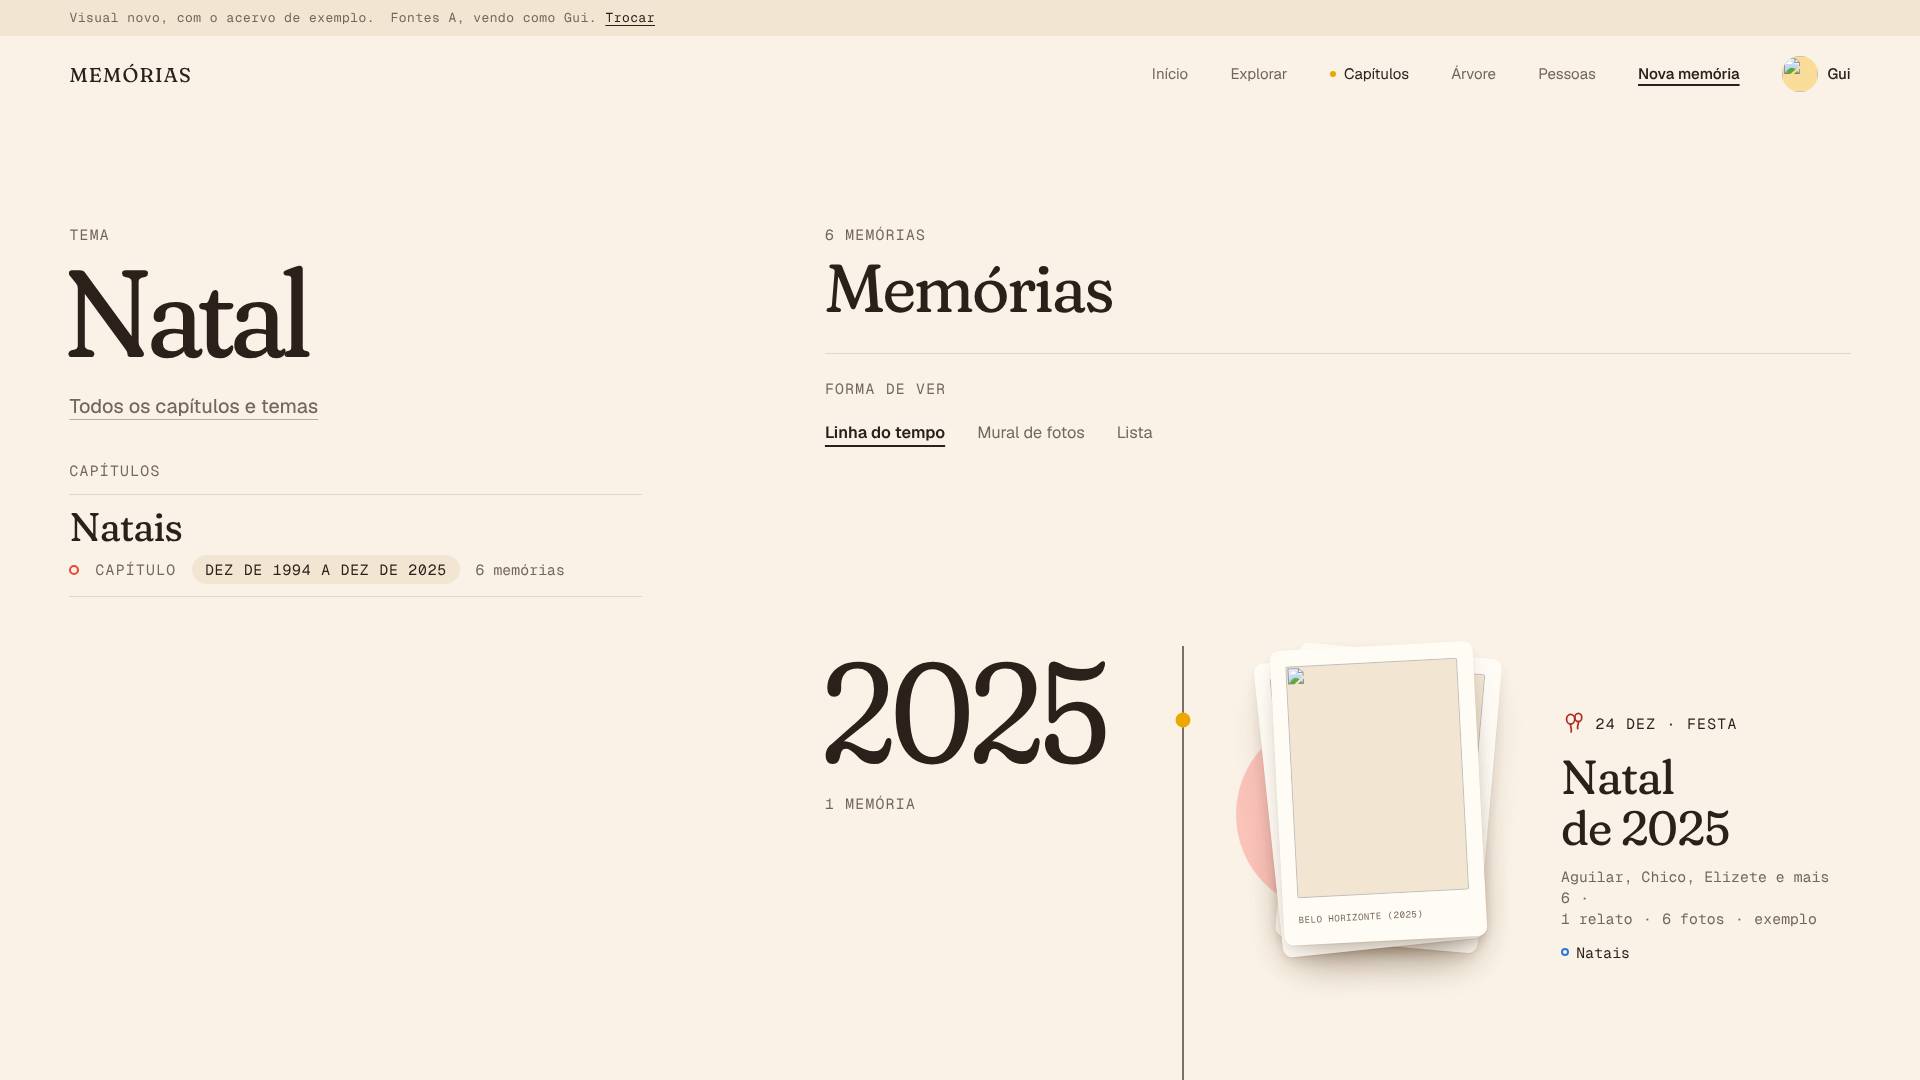 Visual novo, com o acervo de exemplo. Fontes A, vendo como Gui. Trocar
MEMÓRIAS
Início Explorar Capítulos Árvore Pessoas Nova memória Gui
TEMA
Natal
Todos os capítulos e temas
CAPÍTULOS
Natais
CAPÍTULO DEZ DE 1994 A DEZ DE 2025 6 memórias
6 MEMÓRIAS
Memórias
FORMA DE VER
Linha do tempo Mural de fotos Lista
2025
1 MEMÓRIA
BELO HORIZONTE (2025)
24 DEZ · FESTA
Natal
de 2025
Aguilar, Chico, Elizete e mais
6 ·
1 relato · 6 fotos · exemplo
Natais